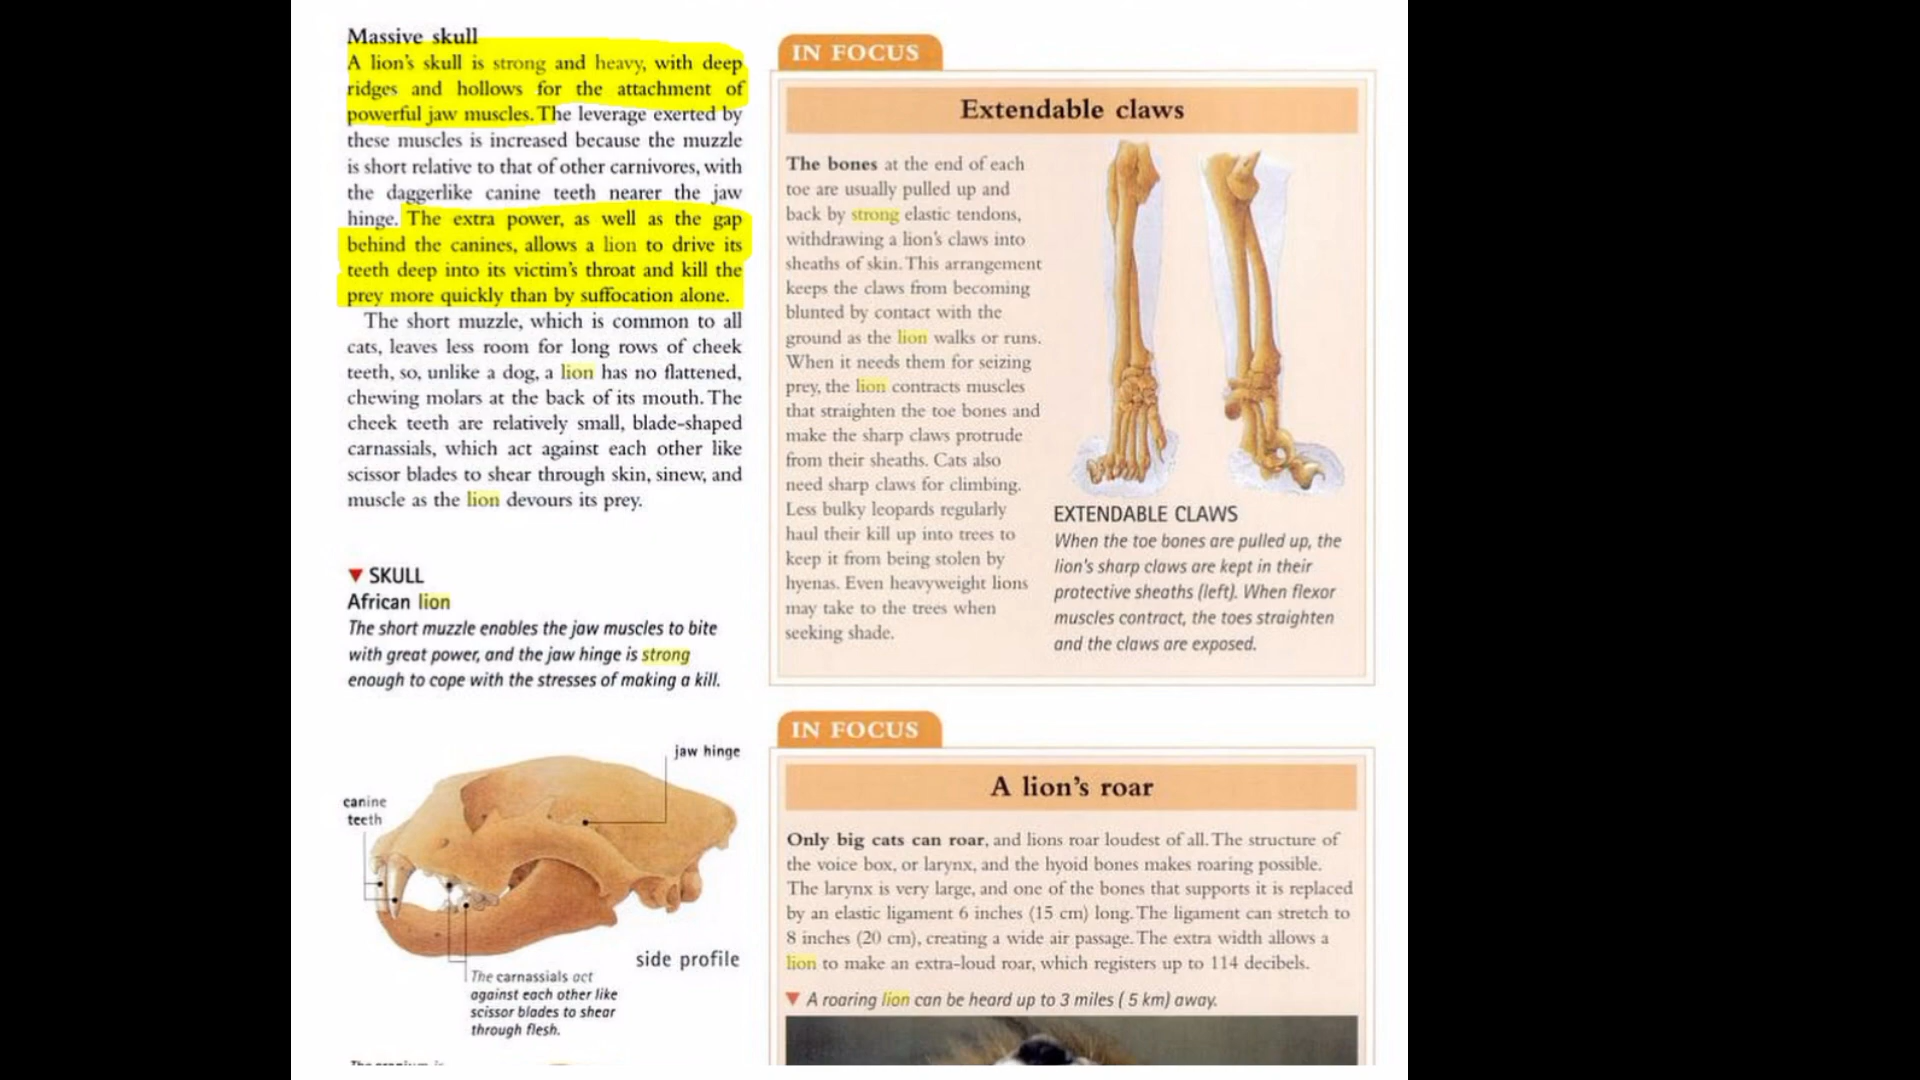 Massive skull
A lion's skull is strong and heavy, with deep
ridges and hollows for the attachment of
powerful jaw muscles. The leverage exerted by
these muscles is increased because the muzzle
is short relative to that of other carnivores, with
the daggerlike canine teeth nearer the jaw
hinge. The extra power, as well as the gap
behind the canines, allows a lion to drive its
teeth deep into its victim's throat and kill the
prey more quickly than by suffocation alone.
The short muzzle, which is common to all
cats, leaves less room for long rows of cheek
teeth, so, unlike a dog, a lion has no flattened,
chewing molars at the back of its mouth. The
cheek teeth are relatively small, blade-shaped
carnassials, which act against each other like
scissor blades to shear through skin, sinew, and
muscle as the lion devours its prey.
▼ SKULL
African lion
The short muzzle enables the jaw muscles to bite
with great power, and the jaw hinge is strong
enough to cope with the stresses of making a kill.
jaw hinge
canine
teeth
side profile
The carnassials act
against each other like
scissor blades to shear
through flesh.
IN FOCUS
Extendable claws
The bones at the end of each
toe are usually pulled up and
back by strong elastic tendons,
withdrawing a lion's claws into
sheaths of skin. This arrangement
keeps the claws from becoming
blunted by contact with the
ground as the lion walks or runs.
When it needs them for seizing
prey, the lion contracts muscles
that straighten the toe bones and
make the sharp claws protrude
from their sheaths. Cats also
need sharp claws for climbing.
Less bulky leopards regularly
haul their kill up into trees to
keep it from being stolen by
hyenas. Even heavyweight lions
may take to the trees when
seeking shade.
EXTENDABLE CLAWS
When the toe bones are pulled up, the
lion's sharp claws are kept in their
protective sheaths (left). When flexor
muscles contract, the toes straighten
and the claws are exposed.
IN FOCUS
A lion's roar
Only big cats can roar, and lions roar loudest of all. The structure of
the voice box, or larynx, and the hyoid bones makes roaring possible.
The larynx is very large, and one of the bones that supports it is replaced
by an elastic ligament 6 inches (15 cm) long. The ligament can stretch to
8 inches (20 cm), creating a wide air passage. The extra width allows a
lion to make an extra-loud roar, which registers up to 114 decibels.
▼ A roaring lion can be heard up to 3 miles ( 5 km) away.